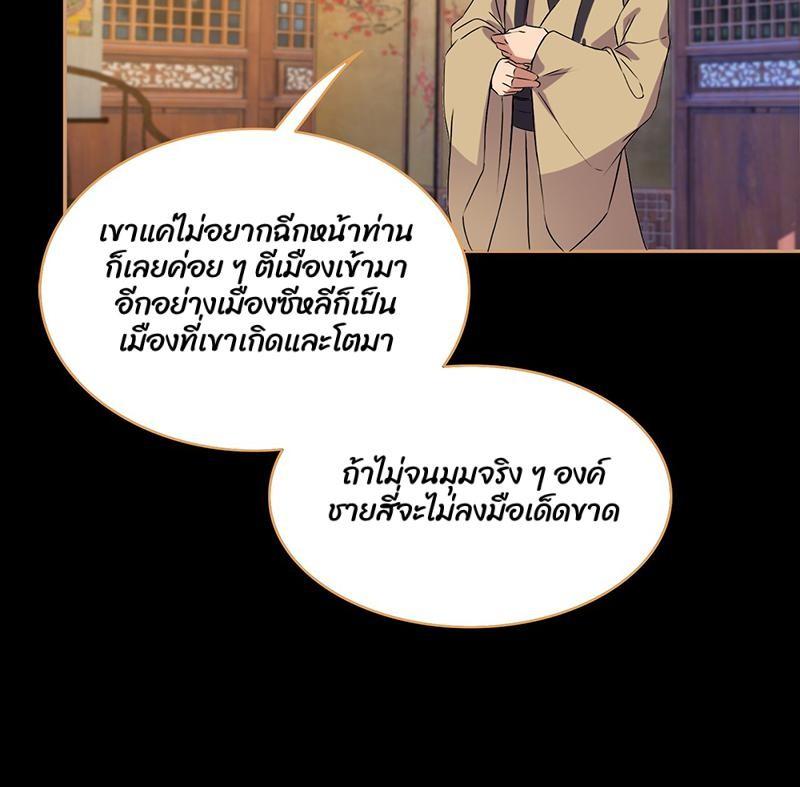 เขาแค่ไม่อยากฉีกหน้าท่าน
ก็เลยค่อย ๆ ตีเมืองเข้ามา
อีกอย่างเมืองซีหลีก็เป็น
เมืองที่เขาเกิดและโตมา
ถ้าไม่จนมุมจริง ๆ องค์
ชายสี่จะไม่ลงมือเด็ดขาด